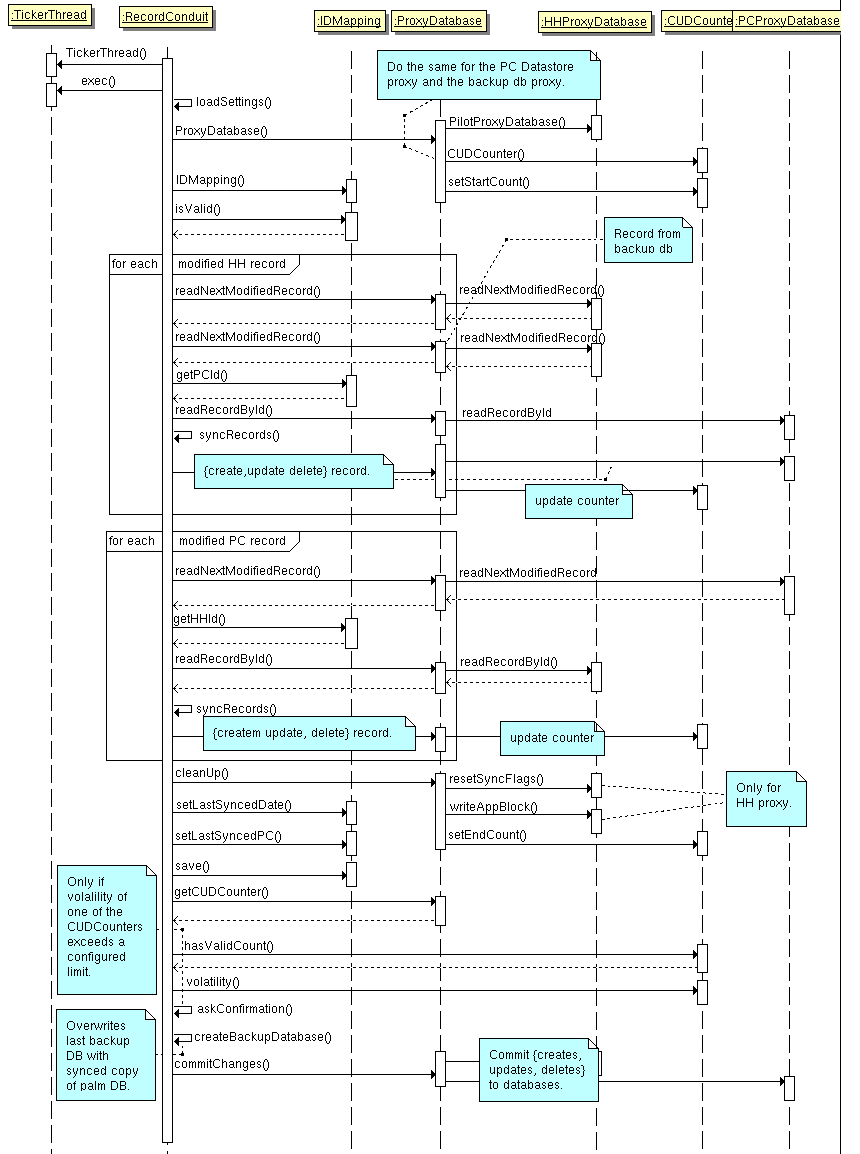 :TickerThread
:RecordConduit
:IDMapping
:ProxyDatabase
:HHProxyDatabase
:CUDCounte
:PCProxyDatabase
TickerThread()
exec()
loadSettings()
Do the same for the PC Datastore
proxy and the backup db proxy.
ProxyDatabase()
PilotProxyDatabase()
CUDCounter()
IDMapping()
setStartCount()
isValid()
Record from
backup db
for each
modified HH record
readNextModifiedRecord()
readNextModifiedRecord()
readNextModifiedRecord()
readNextModifiedRecord()
getPCId()
readRecordById()
readRecordById
syncRecords()
{create,update delete} record.
update counter
for each
modified PC record
readNextModifiedRecord()
readNextModifiedRecord
getHHId()
readRecordById()
readRecordById()
syncRecords()
{createm update, delete} record.
update counter
cleanUp()
resetSyncFlags()
Only for
HH proxy.
setLastSyncedDate()
writeAppBlock()
setLastSyncedPC()
setEndCount()
save()
Only if
volalility of
one of the
CUDCounters
exceeds a
configured
limit.
getCUDCounter()
hasValidCount()
volatility()
askConfirmation()
Overwrites
last backup
DB with
synced copy
of palm DB.
createBackupDatabase()
commitChanges()
Commit {creates,
updates, deletes}
to databases.